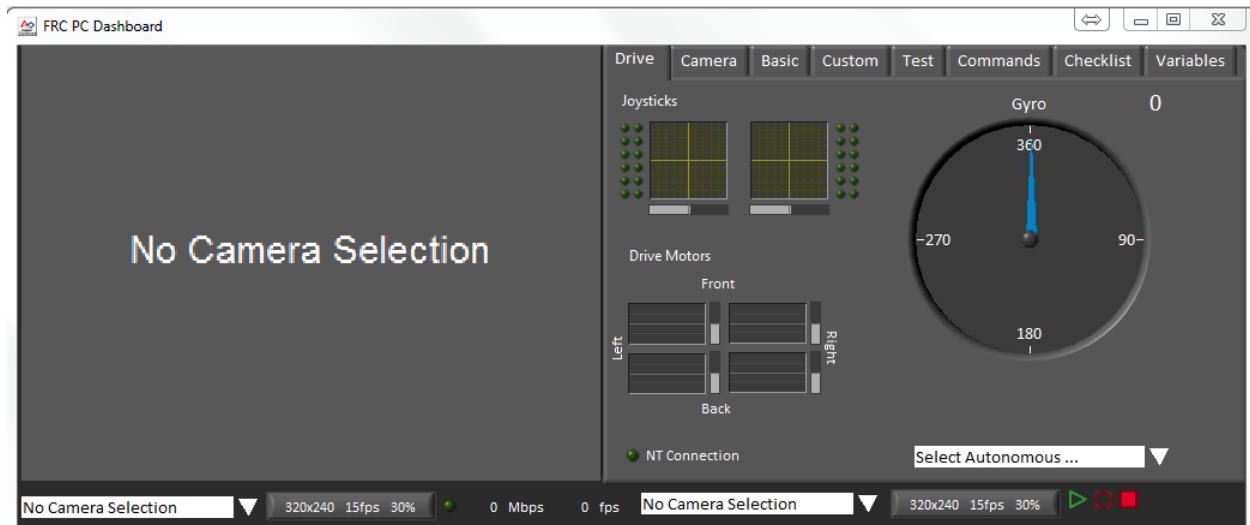 FRC PC Dashboard
Drive Camera Basic Custom Test Commands Checklist Variables
No Camera Selection
Joysticks
Gyro 0
360
-270 90-
180
Drive Motors
Front
Left
Right
Back
NT Connection
Select Autonomous ...
No Camera Selection 320x240 15fps 30% 0 Mbps 0 fps No Camera Selection 320x240 15fps 30%